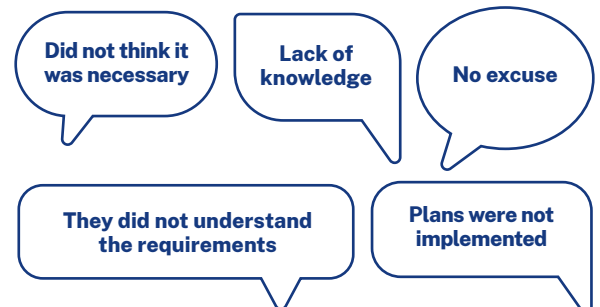 Did not think it
was necessary
Lack of
knowledge
No excuse
They did not understand
the requirements
Plans were not
implemented